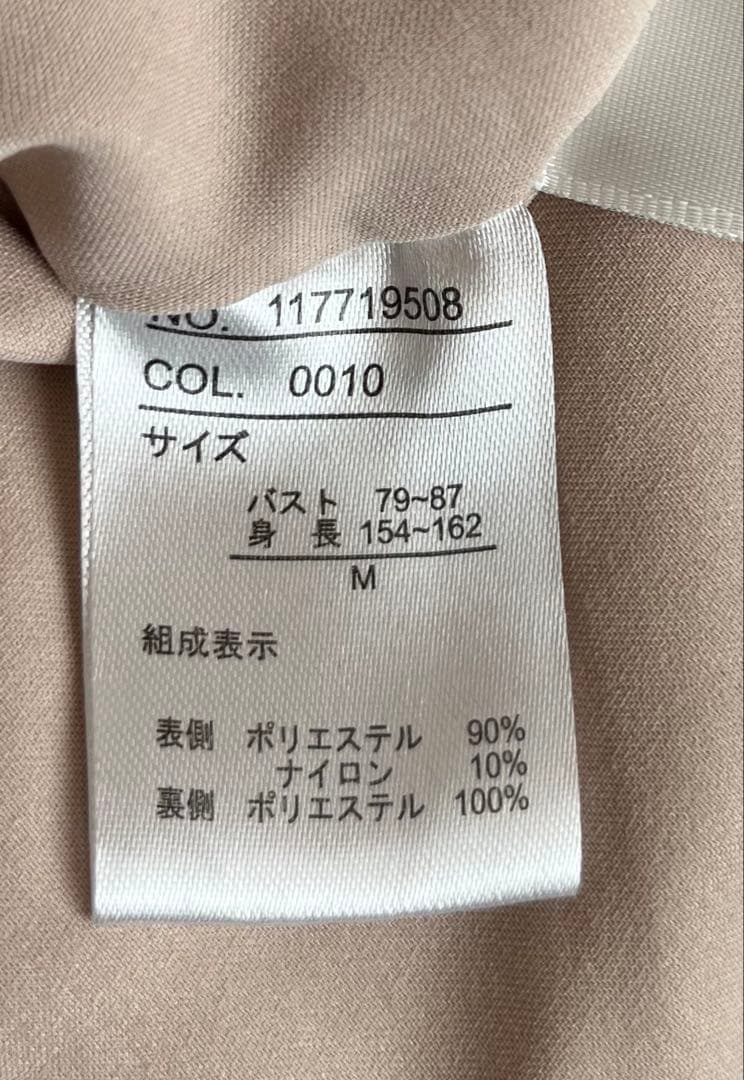 NO. 117719508
COL. 0010
サイズ
バスト 79~87
身 長 154~162
M
組成表示
表側 ポリエステル 90%
ナイロン 10%
裏側 ポリエステル 100%